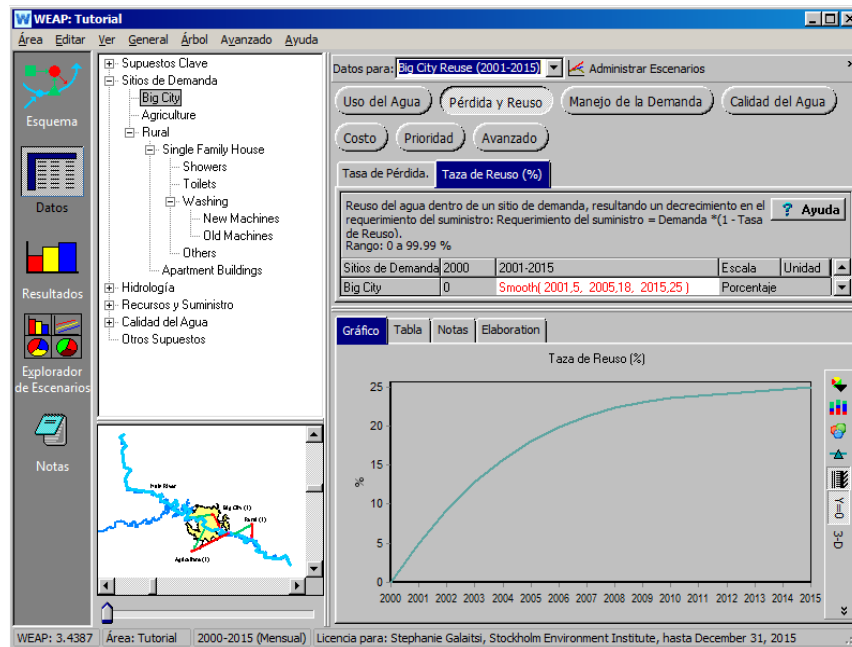 WEAP: Tutorial
Área Editar Ver General Árbol Avanzado Ayuda
Esquema
Datos
Resultados
Explorador
de Escenarios
Notas
Supuestos Clave
Sitios de Demanda
Big City
Agriculture
Rural
Single Family House
Showers
Toilets
Washing
New Machines
Old Machines
Others
Apartment Buildings
Hidrología
Recursos y Suministro
Calidad del Agua
Otros Supuestos
Big City (1)
Rural (1)
Agriculture (1)
Datos para: Big City Reuse (2001-2015) Administrar Escenarios
Uso del Agua Pérdida y Reuso Manejo de la Demanda Calidad del Agua
Costo Prioridad Avanzado
Tasa de Pérdida. Taza de Reuso (%)
Reuso del agua dentro de un sitio de demanda, resultando un decrecimiento en el
requerimiento del suministro: Requerimiento del suministro = Demanda *(1 - Tasa
de Reuso).
Rango: 0 a 99.99 %
? Ayuda
Sitios de Demanda 2000 2001-2015 Escala Unidad
Big City 0 Smooth( 2001,5, 2005,18, 2015,25 ) Porcentaje
Gráfico Tabla Notas Elaboration
Taza de Reuso (%)
25
20
15
10
5
0
%
2000 2001 2002 2003 2004 2005 2006 2007 2008 2009 2010 2011 2012 2013 2014 2015
Y=0
3-D
WEAP: 3.4387 Área: Tutorial 2000-2015 (Mensual) Licencia para: Stephanie Galaitsi, Stockholm Environment Institute, hasta December 31, 2015